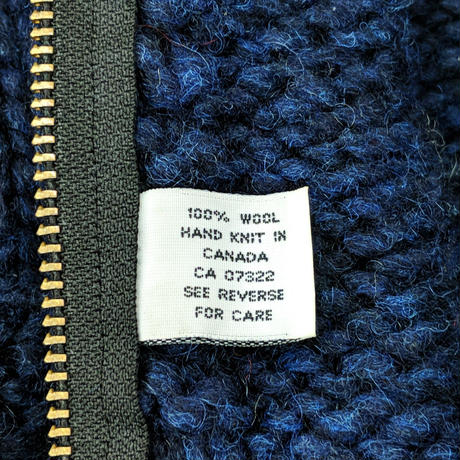 100% WOOL
HAND KNIT IN
CANADA
CA 07322
SEE REVERSE
FOR CARE